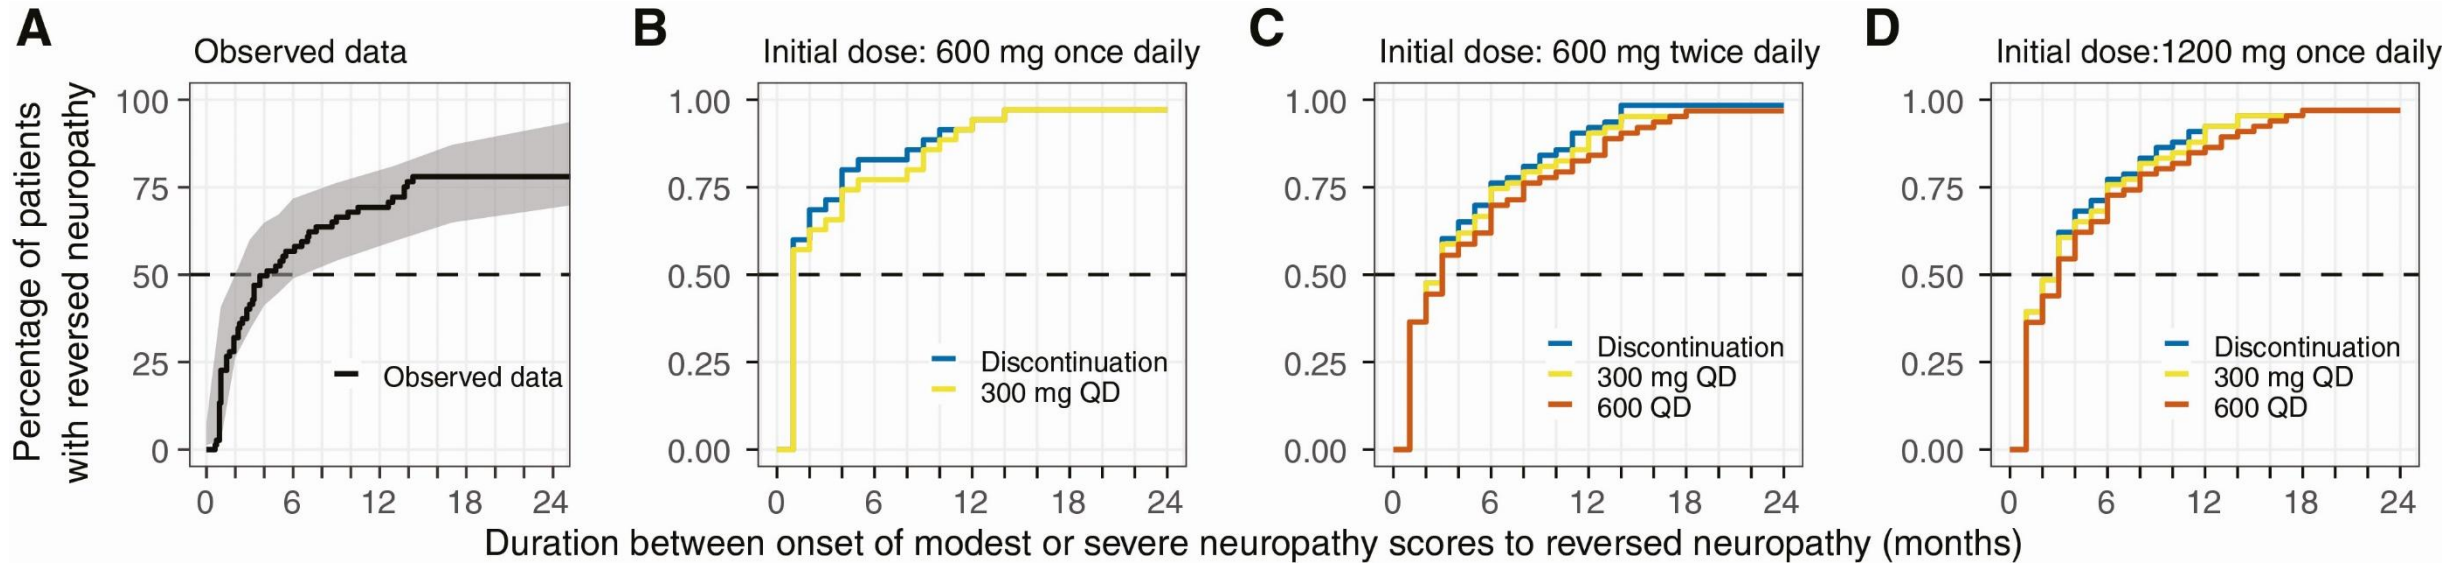 A
Observed data
Percentage of patients
with reversed neuropathy
100
75
50
25
0
Observed data
0 6 12 18 24
B
Initial dose: 600 mg once daily
1.00
0.75
0.50
0.25
0.00
Discontinuation
300 mg QD
0 6 12 18 24
C
Initial dose: 600 mg twice daily
1.00
0.75
0.50
0.25
0.00
Discontinuation
300 mg QD
600 QD
0 6 12 18 24
D
Initial dose:1200 mg once daily
1.00
0.75
0.50
0.25
0.00
Discontinuation
300 mg QD
600 QD
0 6 12 18 24
Duration between onset of modest or severe neuropathy scores to reversed neuropathy (months)